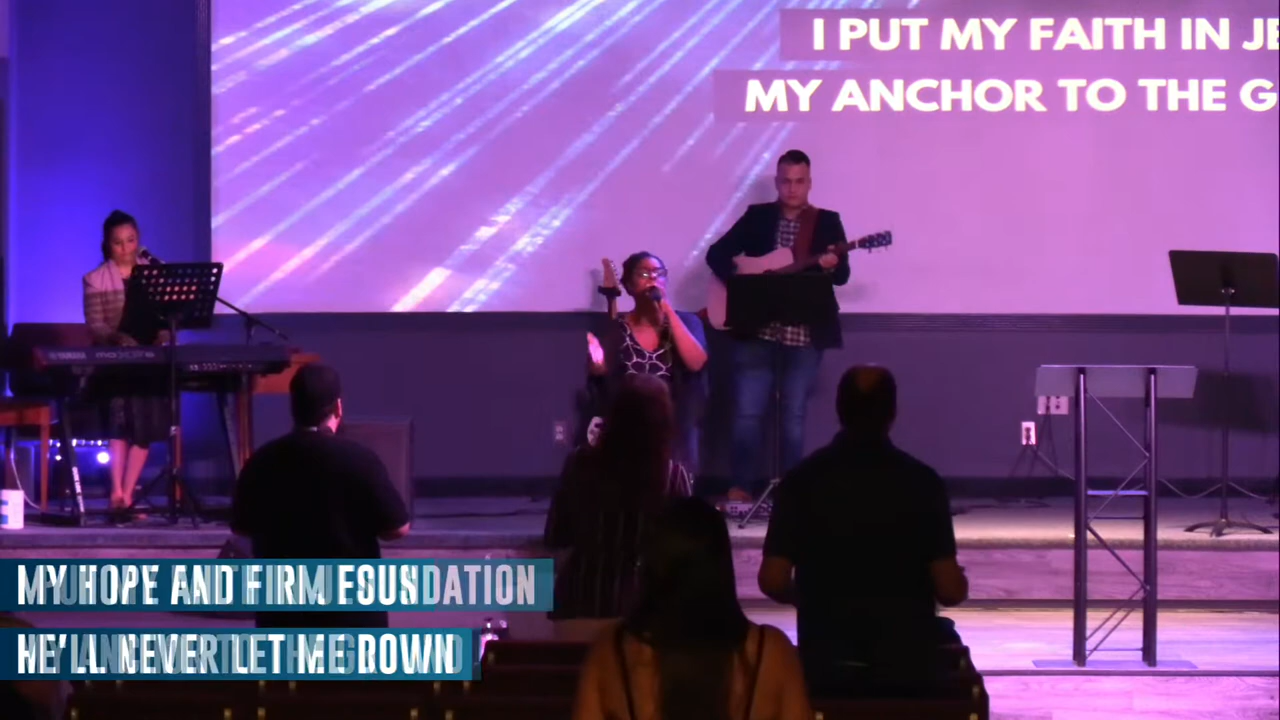 I PUT MY FAITH IN JE
MY ANCHOR TO THE G
YAMAHA
MY HOPE AND FIRM FOUNDATION
HE'LL NEVER LET ME DOWN